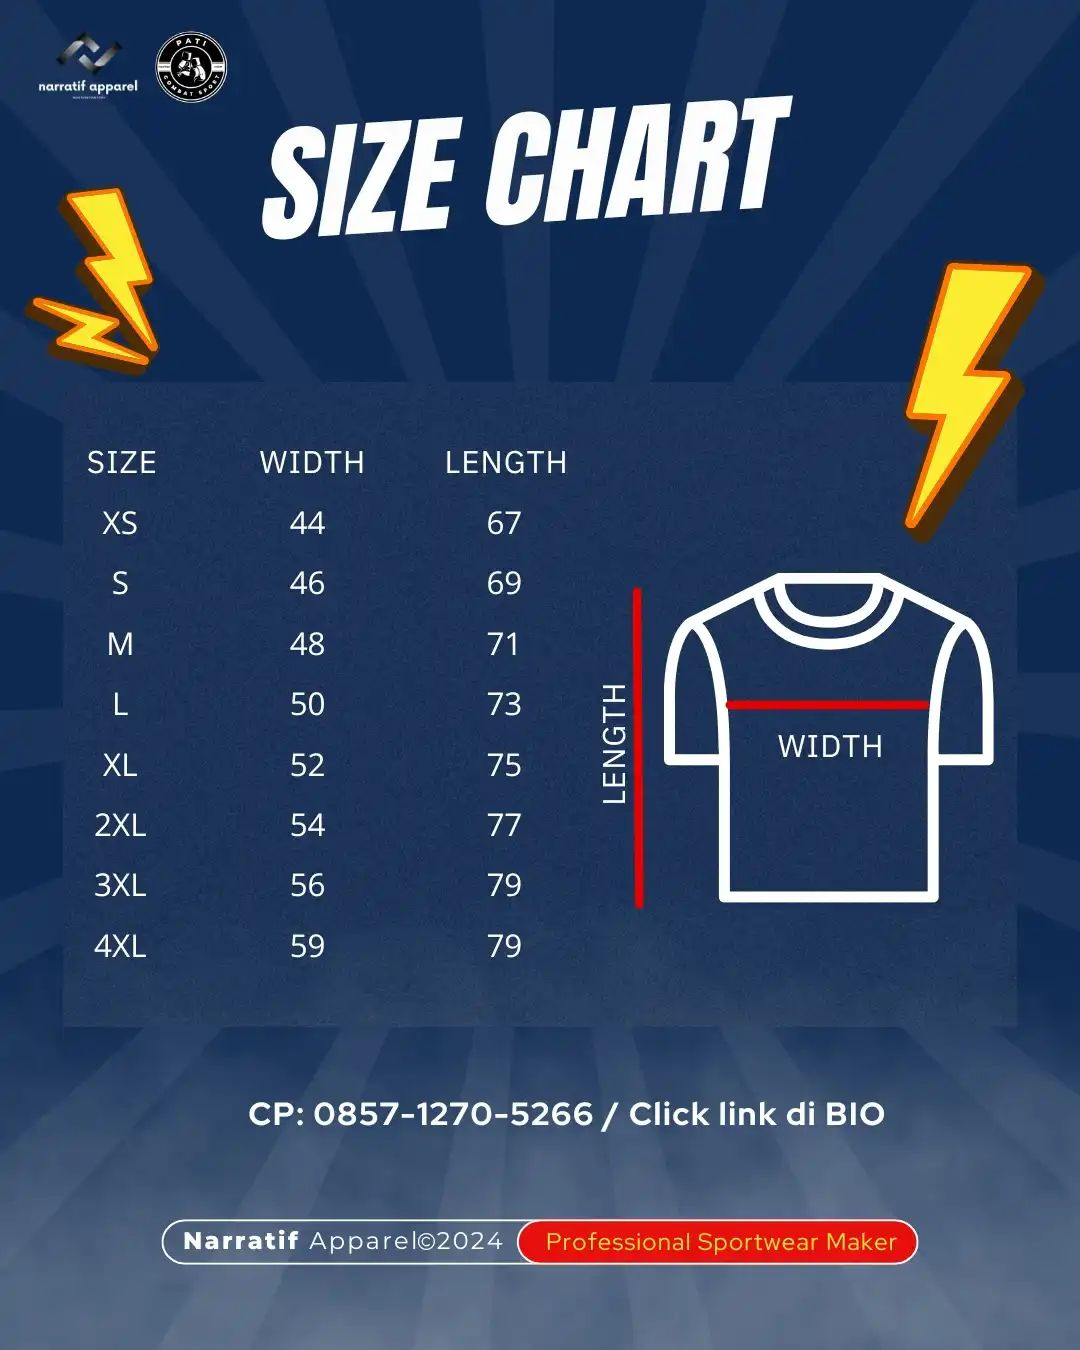 narratif apparel
PATI
COMBAT SPORT
SIZE CHART
SIZE WIDTH LENGTH
XS 44 67
S 46 69
M 48 71
L 50 73
XL 52 75
2XL 54 77
3XL 56 79
4XL 59 79
LENGTH
WIDTH
CP: 0857-1270-5266 / Click link di BIO
Narratif Apparel©2024 Professional Sportwear Maker